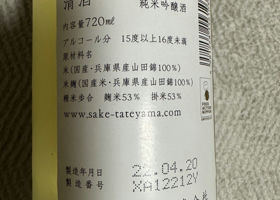 清酒
純米吟醸酒
内容量720㎖
アルコール分 15度以上16度未満
原材料名
米(国産・兵庫県産山田錦100%)
米麹(国産・兵庫県産山田錦100%)
精米歩合 麹米53% 掛米53%
www.sake-tateyama.com
製造年月日 22.04.20
製造番号 XA12212Y